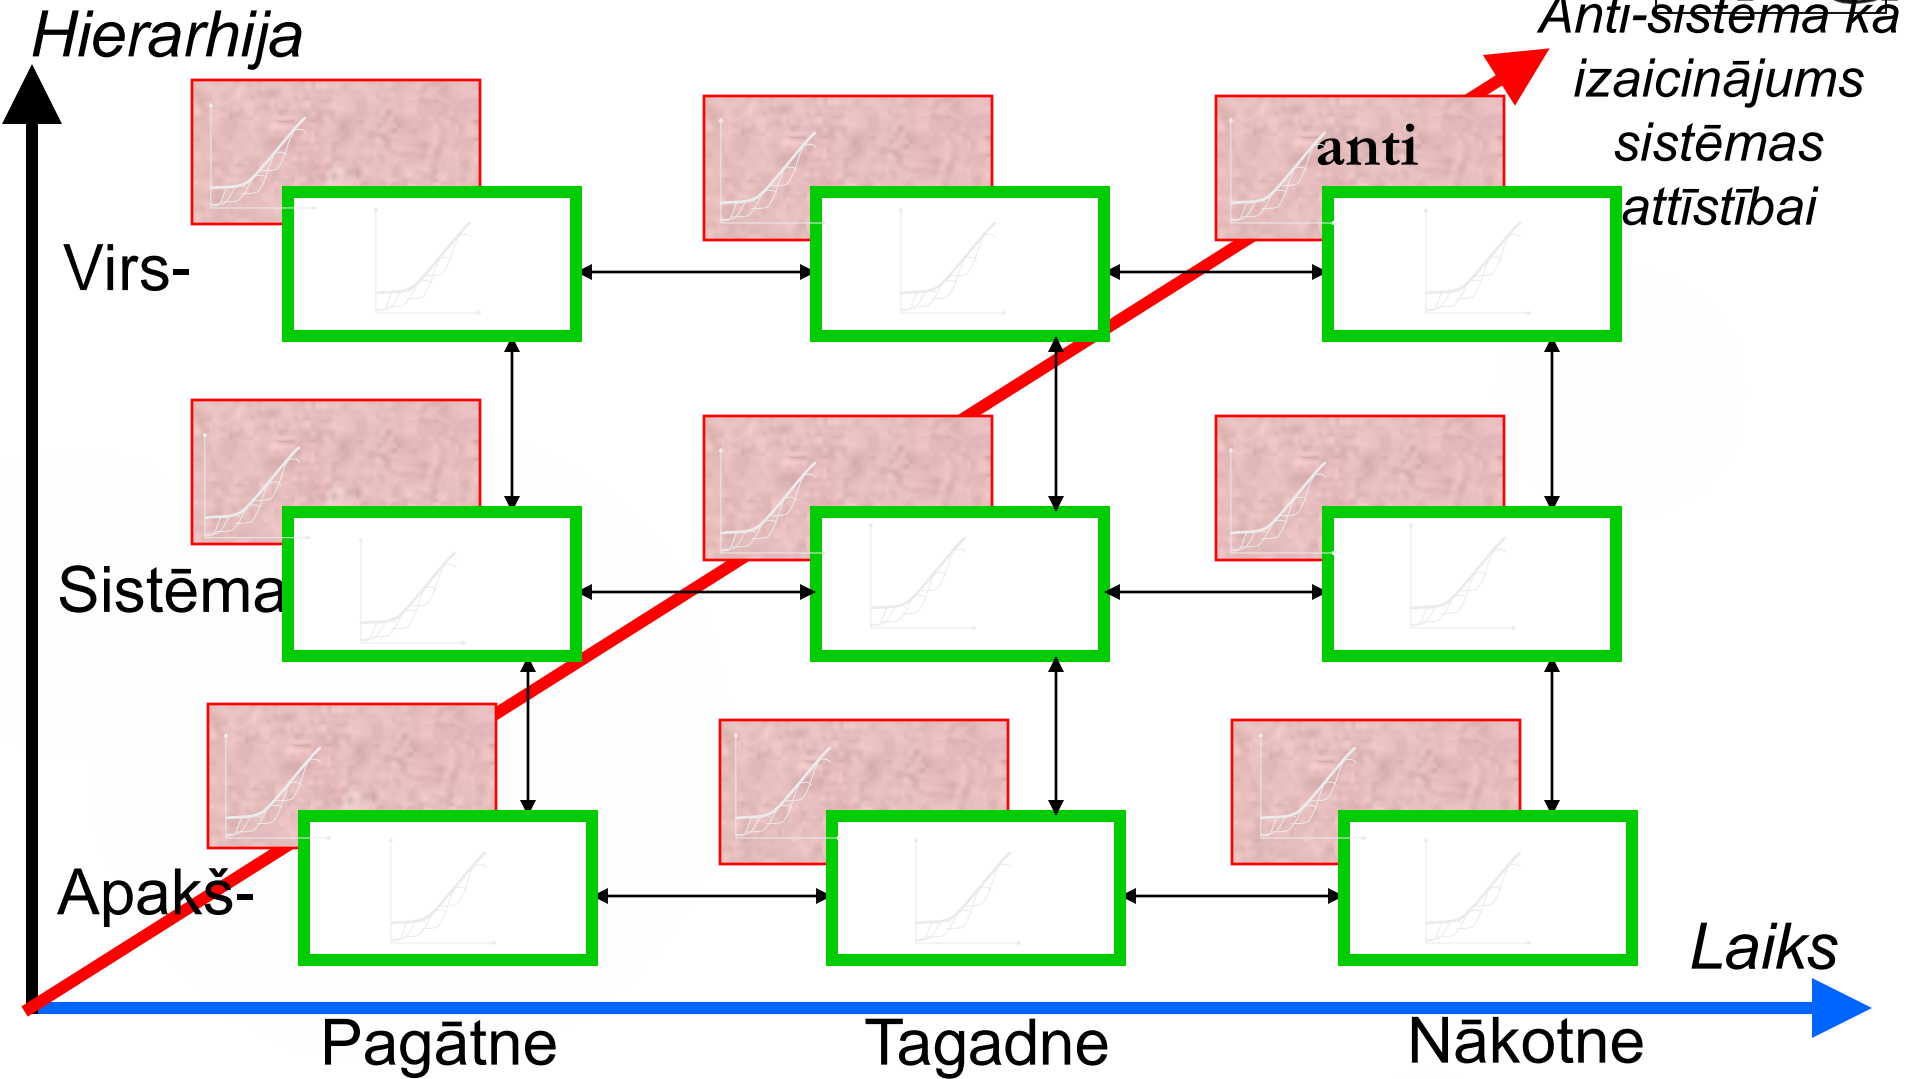 Hierarhija
Anti-sistēma kā
izaicinājums
sistēmas
attīstībai
anti
Virs-
Sistēma
Apakš-
Laiks
Pagātne
Tagadne
Nākotne